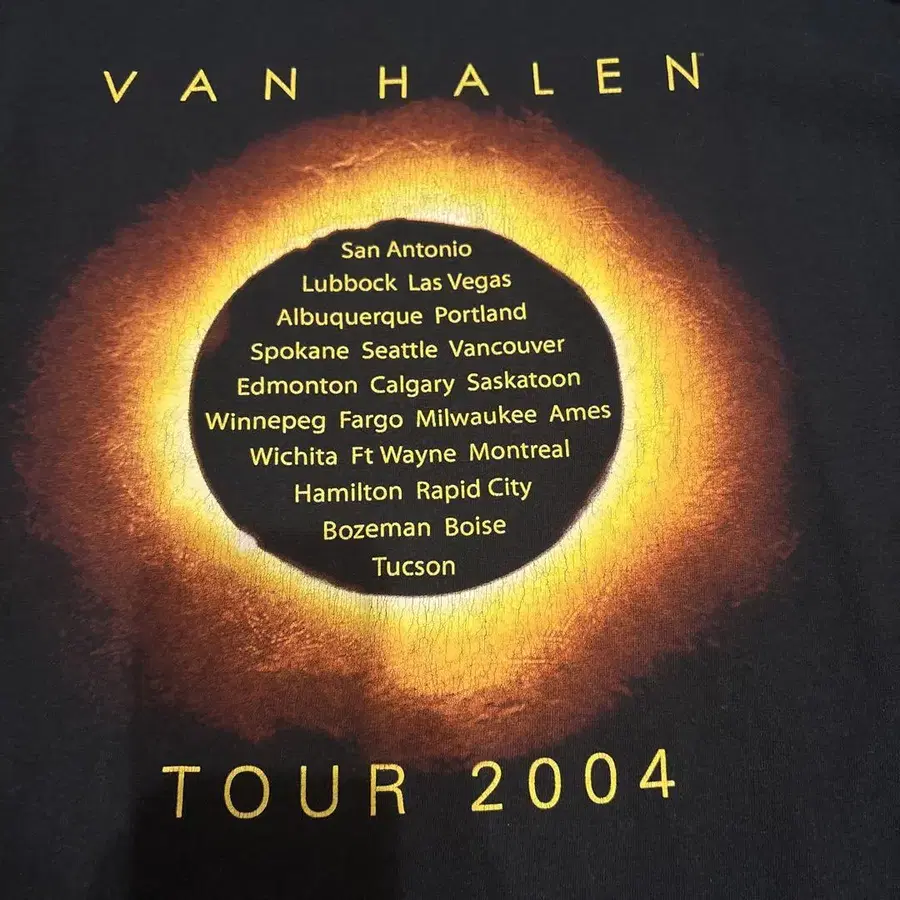 VAN HALEN
San Antonio
Lubbock Las Vegas
Albuquerque Portland
Spokane Seattle Vancouver
Edmonton Calgary Saskatoon
Winnepeg Fargo Milwaukee Ames
Wichita Ft Wayne Montreal
Hamilton Rapid City
Bozeman Boise
Tucson
TOUR 2004